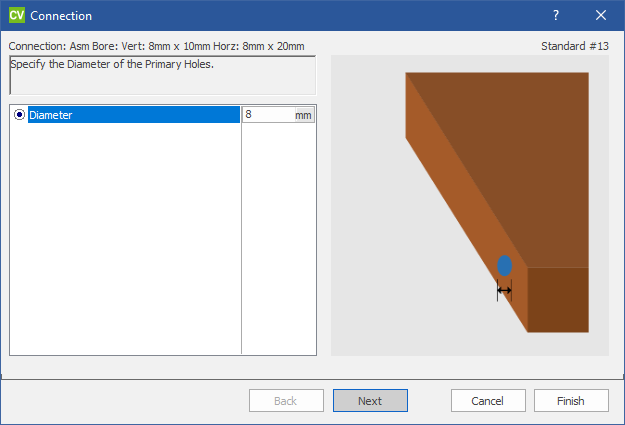 CV Connection ?
Connection: Asm Bore: Vert: 8mm x 10mm Horz: 8mm x 20mm Standard #13
Specify the Diameter of the Primary Holes.
Diameter 8 mm
Back Next Cancel Finish